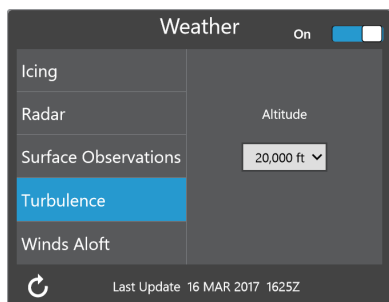 Weather
On
Icing
Radar
Altitude
Surface Observations
20,000 ft
Turbulence
Winds Aloft
Last Update 16 MAR 2017 1625Z